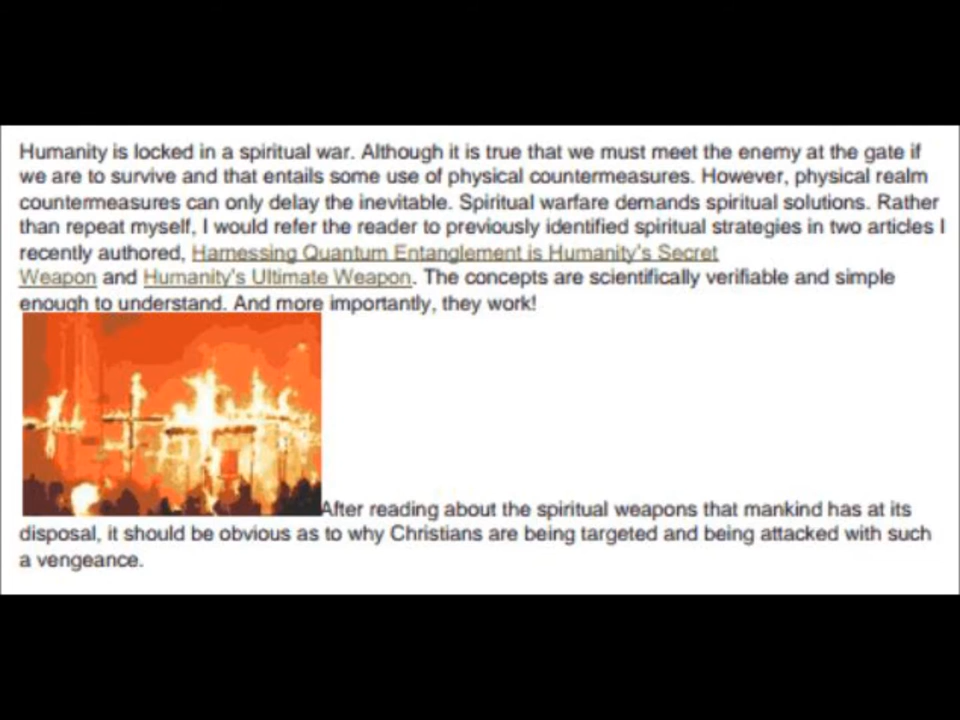 Humanity is locked in a spiritual war. Although it is true that we must meet the enemy at the gate if
we are to survive and that entails some use of physical countermeasures. However, physical realm
countermeasures can only delay the inevitable. Spiritual warfare demands spiritual solutions. Rather
than repeat myself, I would refer the reader to previously identified spiritual strategies in two articles I
recently authored, Harnessing Quantum Entanglement is Humanity's Secret
Weapon and Humanity's Ultimate Weapon. The concepts are scientifically verifiable and simple
enough to understand. And more importantly, they work!
After reading about the spiritual weapons that mankind has at its
disposal, it should be obvious as to why Christians are being targeted and being attacked with such
a vengeance.